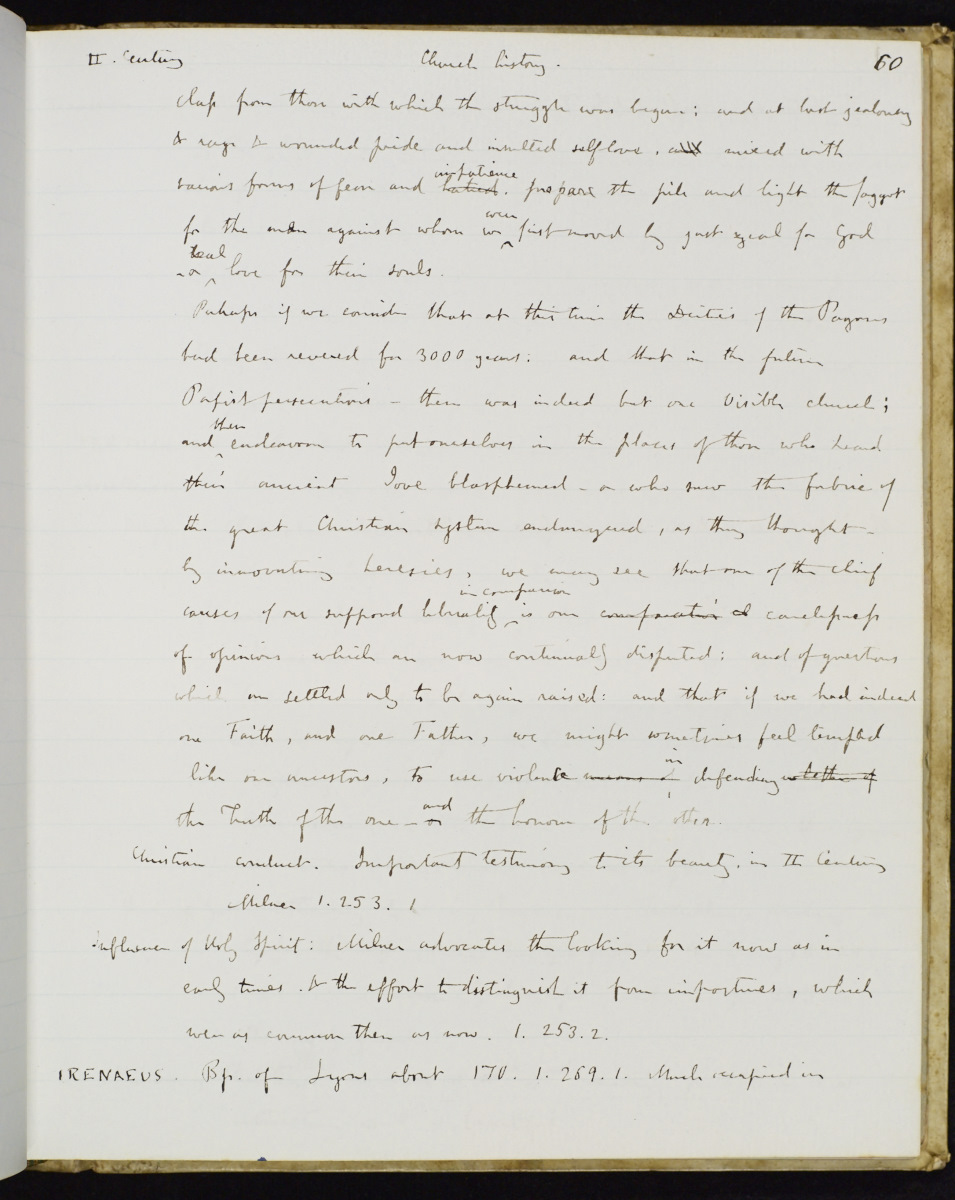 II. Century Church history. 60
from those with which the struggle was begun: and at last jealousy
& rage & wounded pride and insulted self love, and mixed with
various forms of fear and hatred. impatience prepare the pile and light the faggot
for the men against whom we were first moved by just zeal for God
- or real love for their souls.
Perhaps if we consider that at this time the Deities of the Pagans
had been revered for 3000 years: and that in the future
Papist persecutions - there was indeed but one Visible church;
and then endeavour to put ourselves in the places of those who heard
their ancient Jove blasphemed - or who saw the fabric of
the great Christian system endangered, as they thought -
by innovating heresies, we may see that one of the chief
causes of our supposed liberality in comparison is our carelessness
of opinions which are now continually disputed: and of questions
which are settled only to be again raised: and that if we had indeed
one Faith, and one Father, we might sometimes feel tempted
like our ancestors, to use violence means in defending whether of
the Truth of the one - or and the honour of the other.
Christian conduct. Important testimony to its beauty. in II Century
Milner 1. 253. 1
Influence of Holy Spirit: Milner advocates the looking for it now as in
early times. & the effort to distinguish it from impostures, which
were as common then as now. 1. 253. 2.
IRENAEUS. Bp. of Lyons about 170. 1. 269. 1. Much occupied in